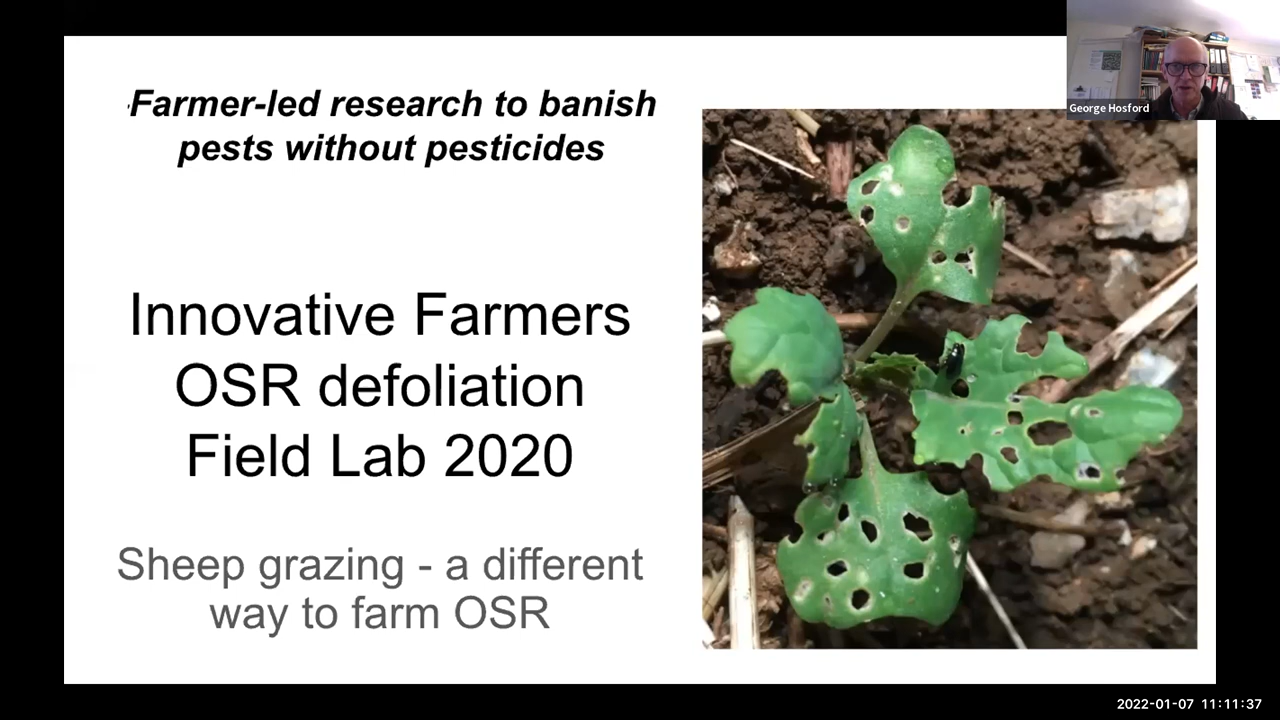 Farmer-led research to banish
pests without pesticides
Innovative Farmers
OSR defoliation
Field Lab 2020
Sheep grazing - a different
way to farm OSR
George Hosford
2022-01-07 11:11:37